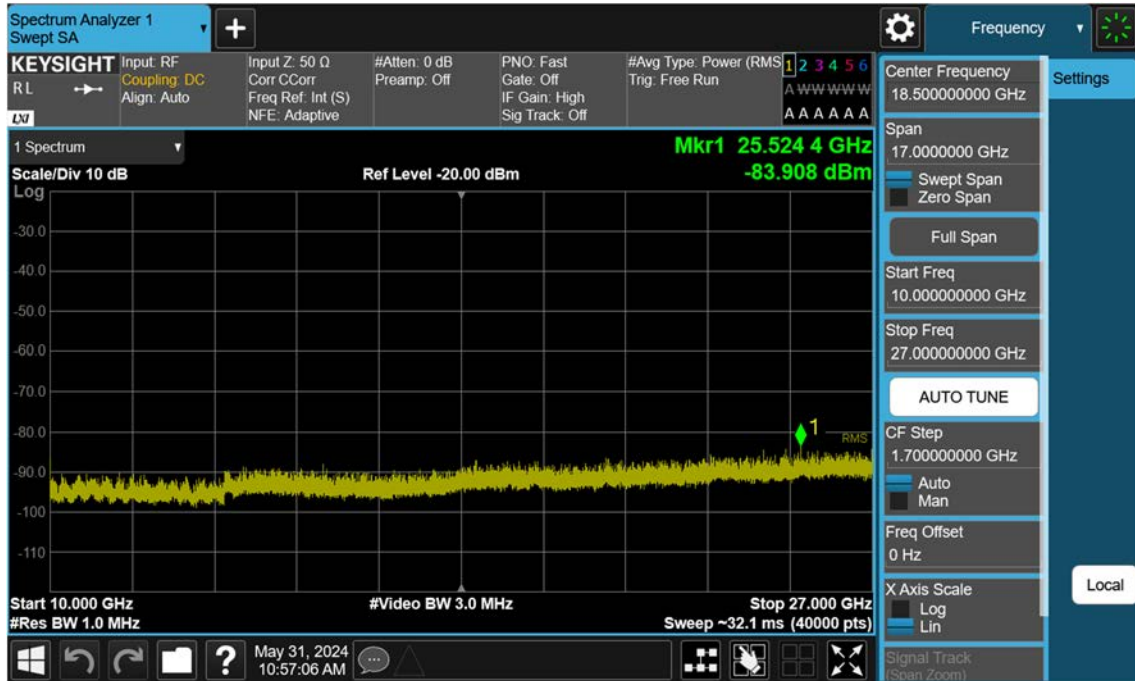 Spectrum Analyzer 1
Swept SA
Frequency
KEYSIGHT
RL
LXI
Input: RF
Coupling: DC
Align: Auto
Input Z: 50 Ω
Corr CCorr
Freq Ref: Int (S)
NFE: Adaptive
#Atten: 0 dB
Preamp: Off
PNO: Fast
Gate: Off
IF Gain: High
Sig Track: Off
#Avg Type: Power (RMS
Trig: Free Run
1 2 3 4 5 6
A W W W W W
A A A A A A
1 Spectrum
Mkr1 25.524 4 GHz
Scale/Div 10 dB
Ref Level -20.00 dBm
-83.908 dBm
Log
-30.0
-40.0
-50.0
-60.0
-70.0
-80.0
-90.0
-100
-110
1
RMS
Start 10.000 GHz
#Video BW 3.0 MHz
Stop 27.000 GHz
#Res BW 1.0 MHz
Sweep ~32.1 ms (40000 pts)
May 31, 2024
10:57:06 AM
?
Center Frequency
18.500000000 GHz
Settings
Span
17.0000000 GHz
Swept Span
Zero Span
Full Span
Start Freq
10.000000000 GHz
Stop Freq
27.000000000 GHz
AUTO TUNE
CF Step
1.700000000 GHz
Auto
Man
Freq Offset
0 Hz
X Axis Scale
Log
Lin
Local
Signal Track
(Span Zoom)